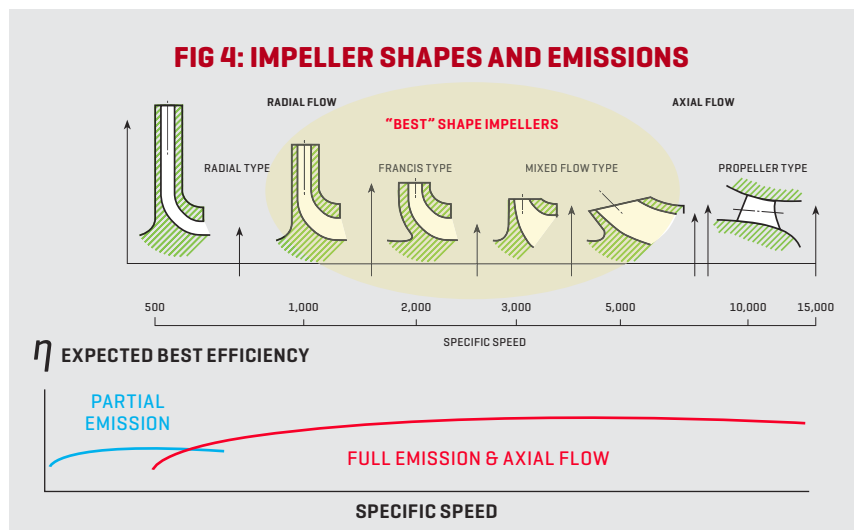 FIG 4: IMPELLER SHAPES AND EMISSIONS
RADIAL FLOW
AXIAL FLOW
“BEST” SHAPE IMPELLERS
RADIAL TYPE
FRANCIS TYPE
MIXED FLOW TYPE
PROPELLER TYPE
500
1,000
2,000
3,000
5,000
10,000
15,000
SPECIFIC SPEED
η EXPECTED BEST EFFICIENCY
PARTIAL
EMISSION
FULL EMISSION & AXIAL FLOW
SPECIFIC SPEED